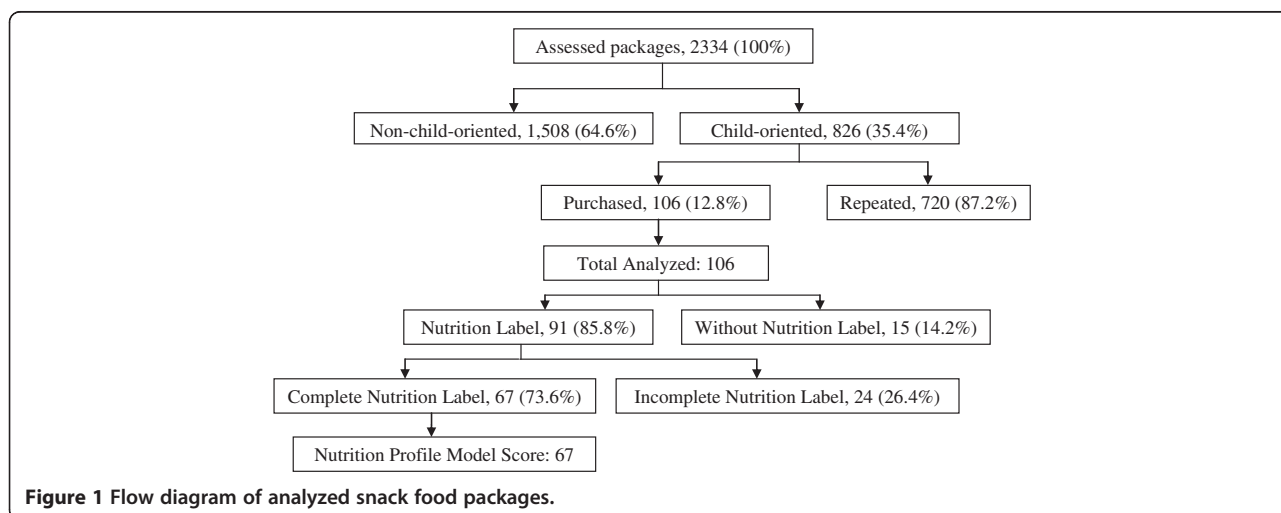 Assessed packages, 2334 (100%)
Non-child-oriented, 1,508 (64.6%)
Child-oriented, 826 (35.4%)
Purchased, 106 (12.8%)
Repeated, 720 (87.2%)
Total Analyzed: 106
Nutrition Label, 91 (85.8%)
Without Nutrition Label, 15 (14.2%)
Complete Nutrition Label, 67 (73.6%)
Incomplete Nutrition Label, 24 (26.4%)
Nutrition Profile Model Score: 67
Figure 1 Flow diagram of analyzed snack food packages.